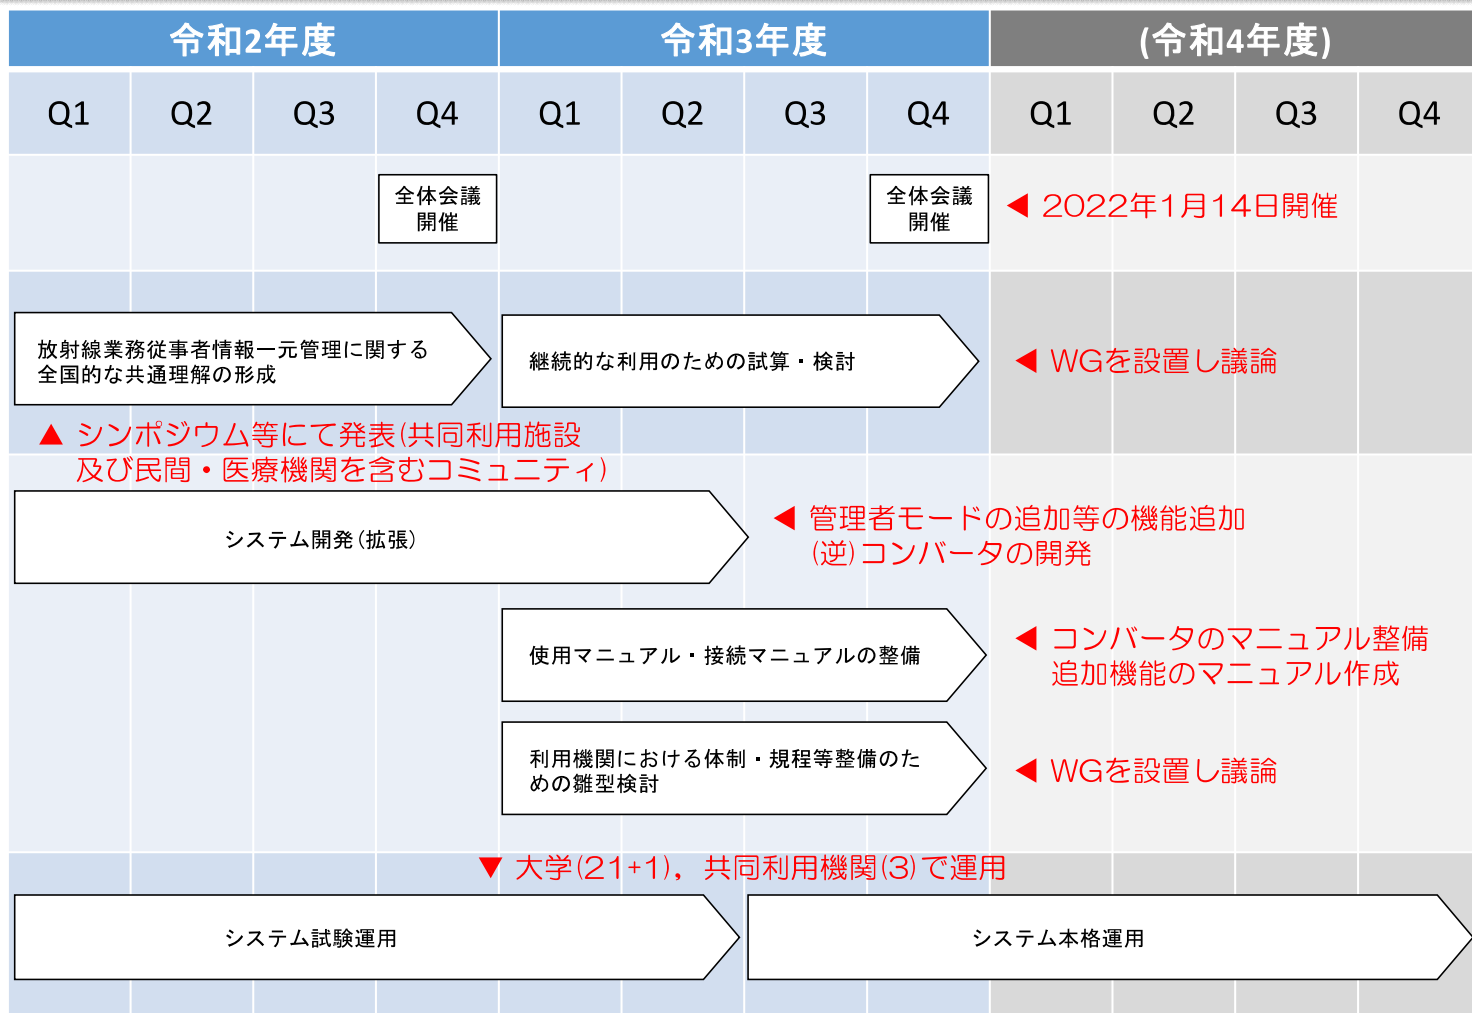 令和2年度
令和3年度
(令和4年度)
Q1
Q2
Q3
Q4
Q1
Q2
Q3
Q4
Q1
Q2
Q3
Q4
全体会議
開催
全体会議
開催
◀ 2022年1月14日開催
放射線業務従事者情報一元管理に関する
全国的な共通理解の形成
継続的な利用のための試算・検討
◀ WGを設置し議論
▲ シンポジウム等にて発表(共同利用施設
及び民間・医療機関を含むコミュニティ)
システム開発(拡張)
◀ 管理者モードの追加等の機能追加
(逆)コンバータの開発
使用マニュアル・接続マニュアルの整備
◀ コンバータのマニュアル整備
追加機能のマニュアル作成
利用機関における体制・規程等整備のた
めの雛型検討
◀ WGを設置し議論
▼ 大学(21+1)，共同利用機関(3)で運用
システム試験運用
システム本格運用